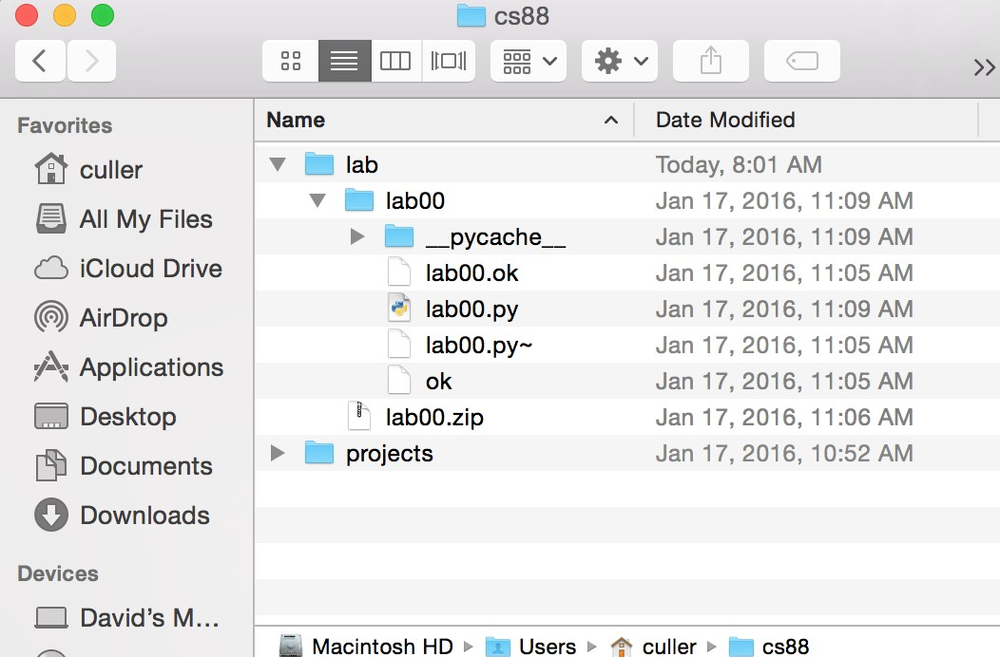 cs88
Favorites
culler
All My Files
iCloud Drive
AirDrop
Applications
Desktop
Documents
Downloads
Devices
David’s M...
Name Date Modified
lab Today, 8:01 AM
lab00 Jan 17, 2016, 11:09 AM
__pycache__ Jan 17, 2016, 11:09 AM
lab00.ok Jan 17, 2016, 11:05 AM
lab00.py Jan 17, 2016, 11:09 AM
lab00.py~ Jan 17, 2016, 11:05 AM
ok Jan 17, 2016, 11:05 AM
lab00.zip Jan 17, 2016, 11:06 AM
projects Jan 17, 2016, 10:52 AM
Macintosh HD Users culler cs88